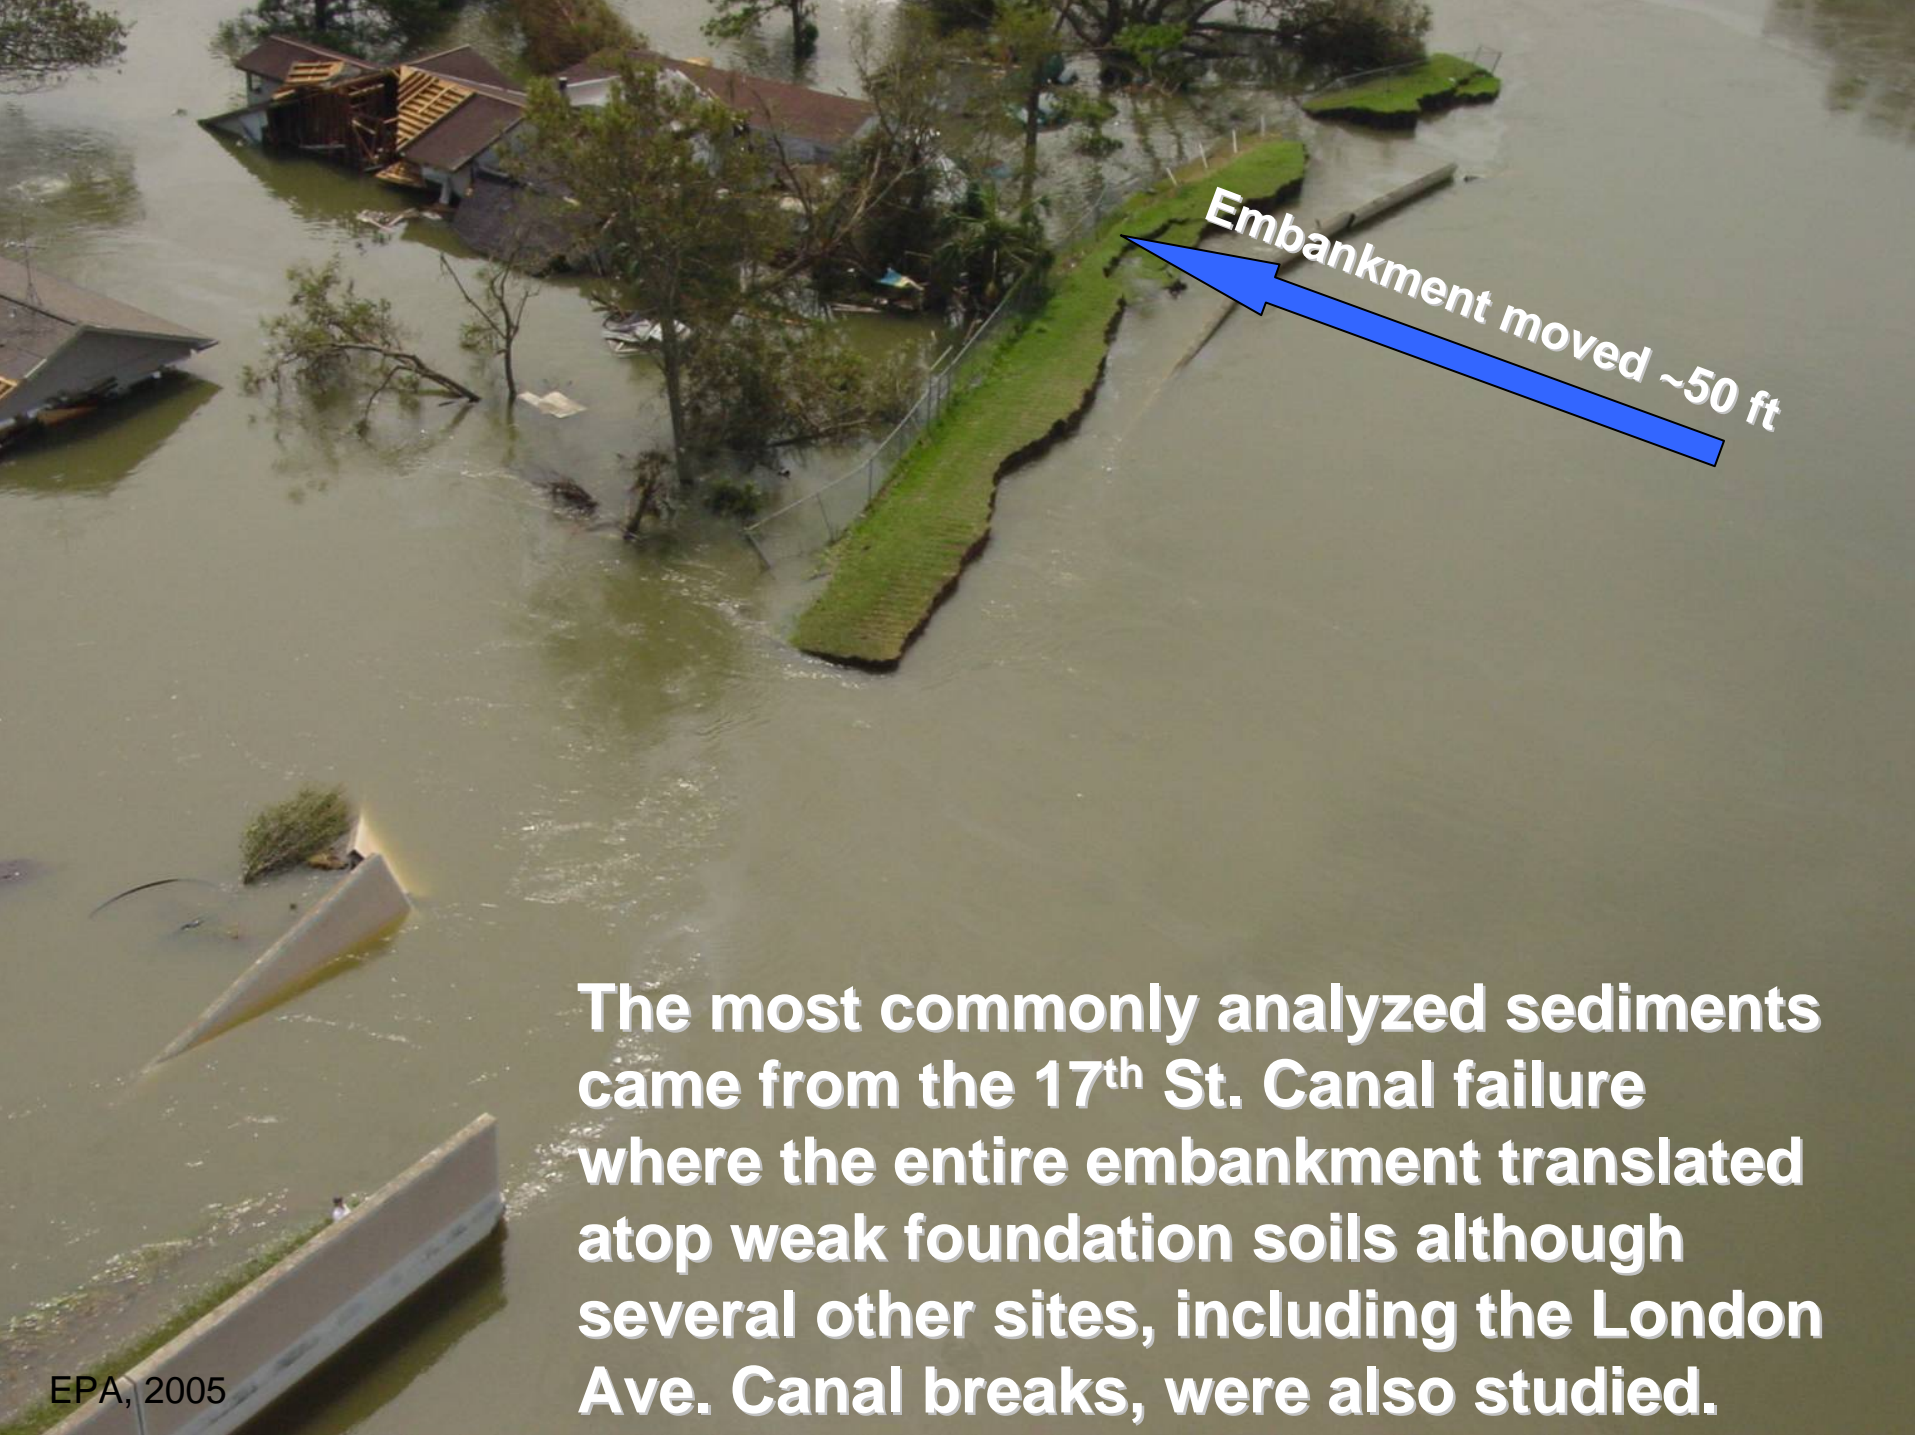 Embankment moved ~50 ft
The most commonly analyzed sediments
came from the 17th St. Canal failure
where the entire embankment translated
atop weak foundation soils although
several other sites, including the London
Ave. Canal breaks, were also studied.
EPA, 2005